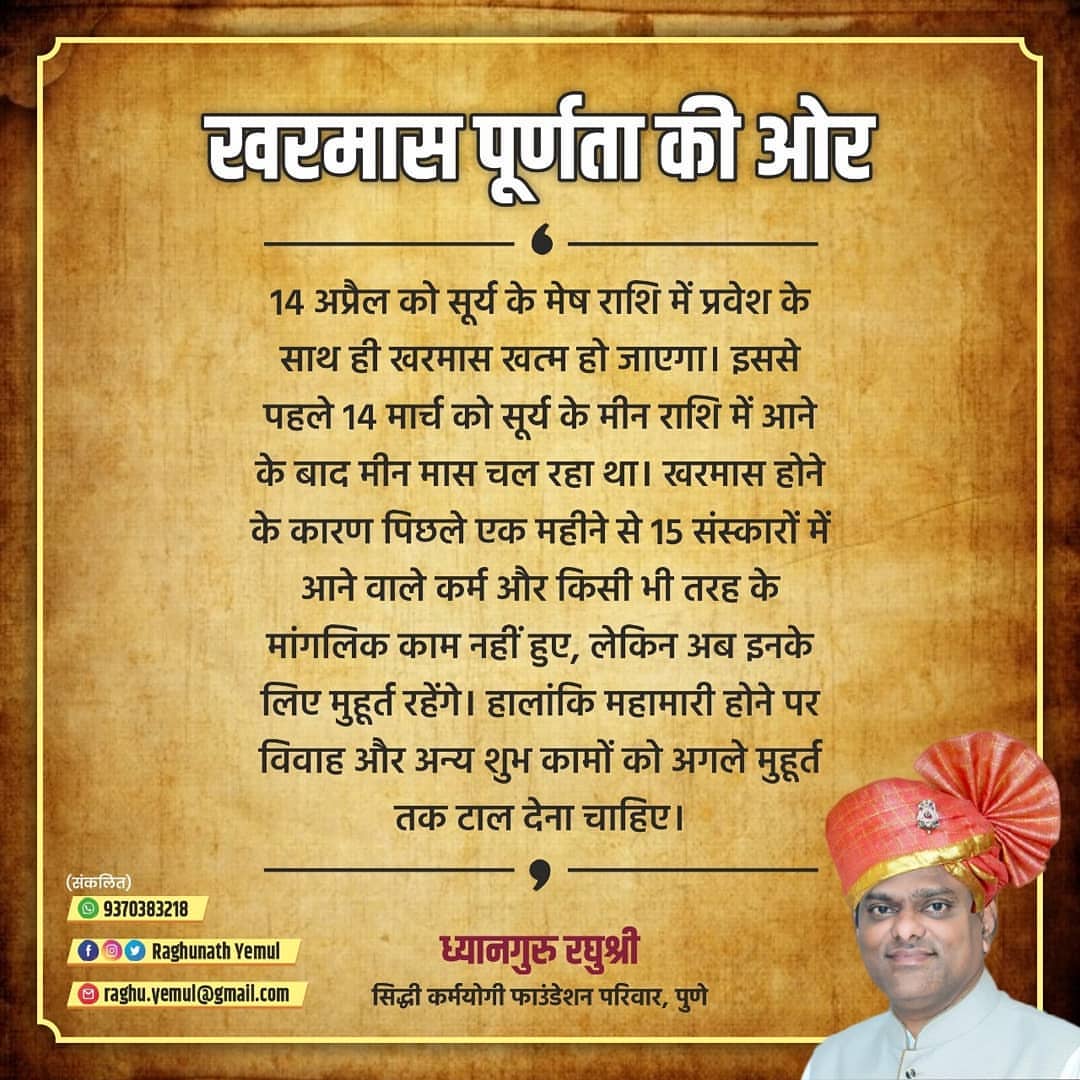 खरमास पूर्णता की ओर
14 अप्रैल को सूर्य के मेष राशि में प्रवेश के
साथ ही खरमास खत्म हो जाएगा। इससे
पहले 14 मार्च को सूर्य के मीन राशि में आने
के बाद मीन मास चल रहा था। खरमास होने
के कारण पिछले एक महीने से 15 संस्कारों में
आने वाले कर्म और किसी भी तरह के
मांगलिक काम नहीं हुए, लेकिन अब इनके
लिए मुहूर्त रहेंगे। हालांकि महामारी होने पर
विवाह और अन्य शुभ कामों को अगले मुहूर्त
तक टाल देना चाहिए।
(संकलित)
9370383218
Raghunath Yemul
raghu.yemul@gmail.com
ध्यानगुरु रघुश्री
सिद्धी कर्मयोगी फाउंडेशन परिवार, पुणे